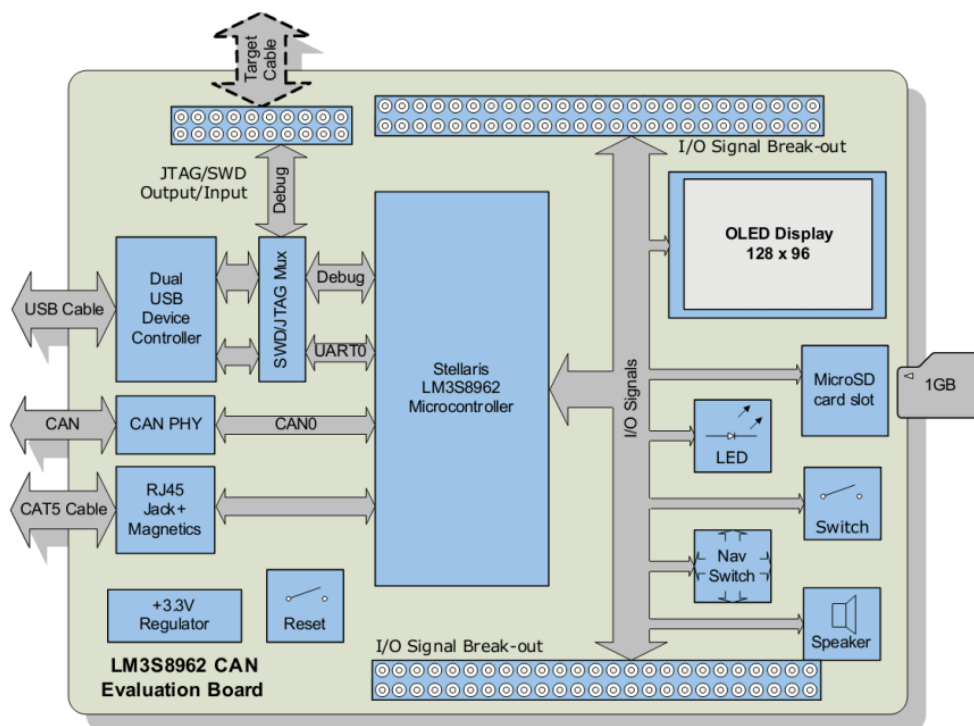 Target
Cable
I/O Signal Break-out
JTAG/SWD
Output/Input
Debug
OLED Display
128 x 96
Dual
USB
Device
Controller
SWD/JTAG Mux
Debug
USB Cable
UART0
Stellaris
LM3S8962
Microcontroller
I/O Signals
MicroSD
card slot
1GB
CAN
CAN PHY
CAN0
LED
RJ45
Jack+
Magnetics
CAT5 Cable
Switch
Nav
Switch
+3.3V
Regulator
Reset
Speaker
I/O Signal Break-out
LM3S8962 CAN
Evaluation Board